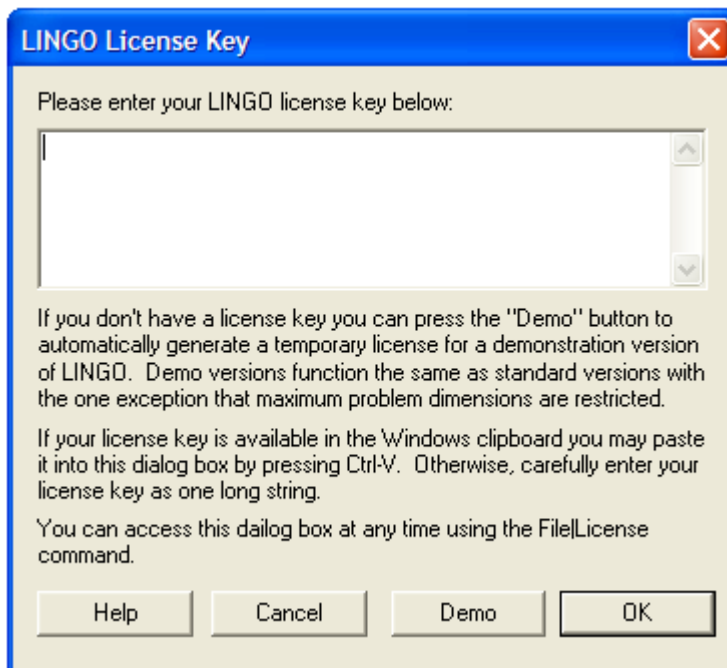 LINGO License Key
Please enter your LINGO license key below:
If you don't have a license key you can press the "Demo" button to
automatically generate a temporary license for a demonstration version
of LINGO.  Demo versions function the same as standard versions with
the one exception that maximum problem dimensions are restricted.
If your license key is available in the Windows clipboard you may paste
it into this dialog box by pressing Ctrl-V.  Otherwise, carefully enter your
license key as one long string.
You can access this dailog box at any time using the File|License
command.
Help
Cancel
Demo
OK